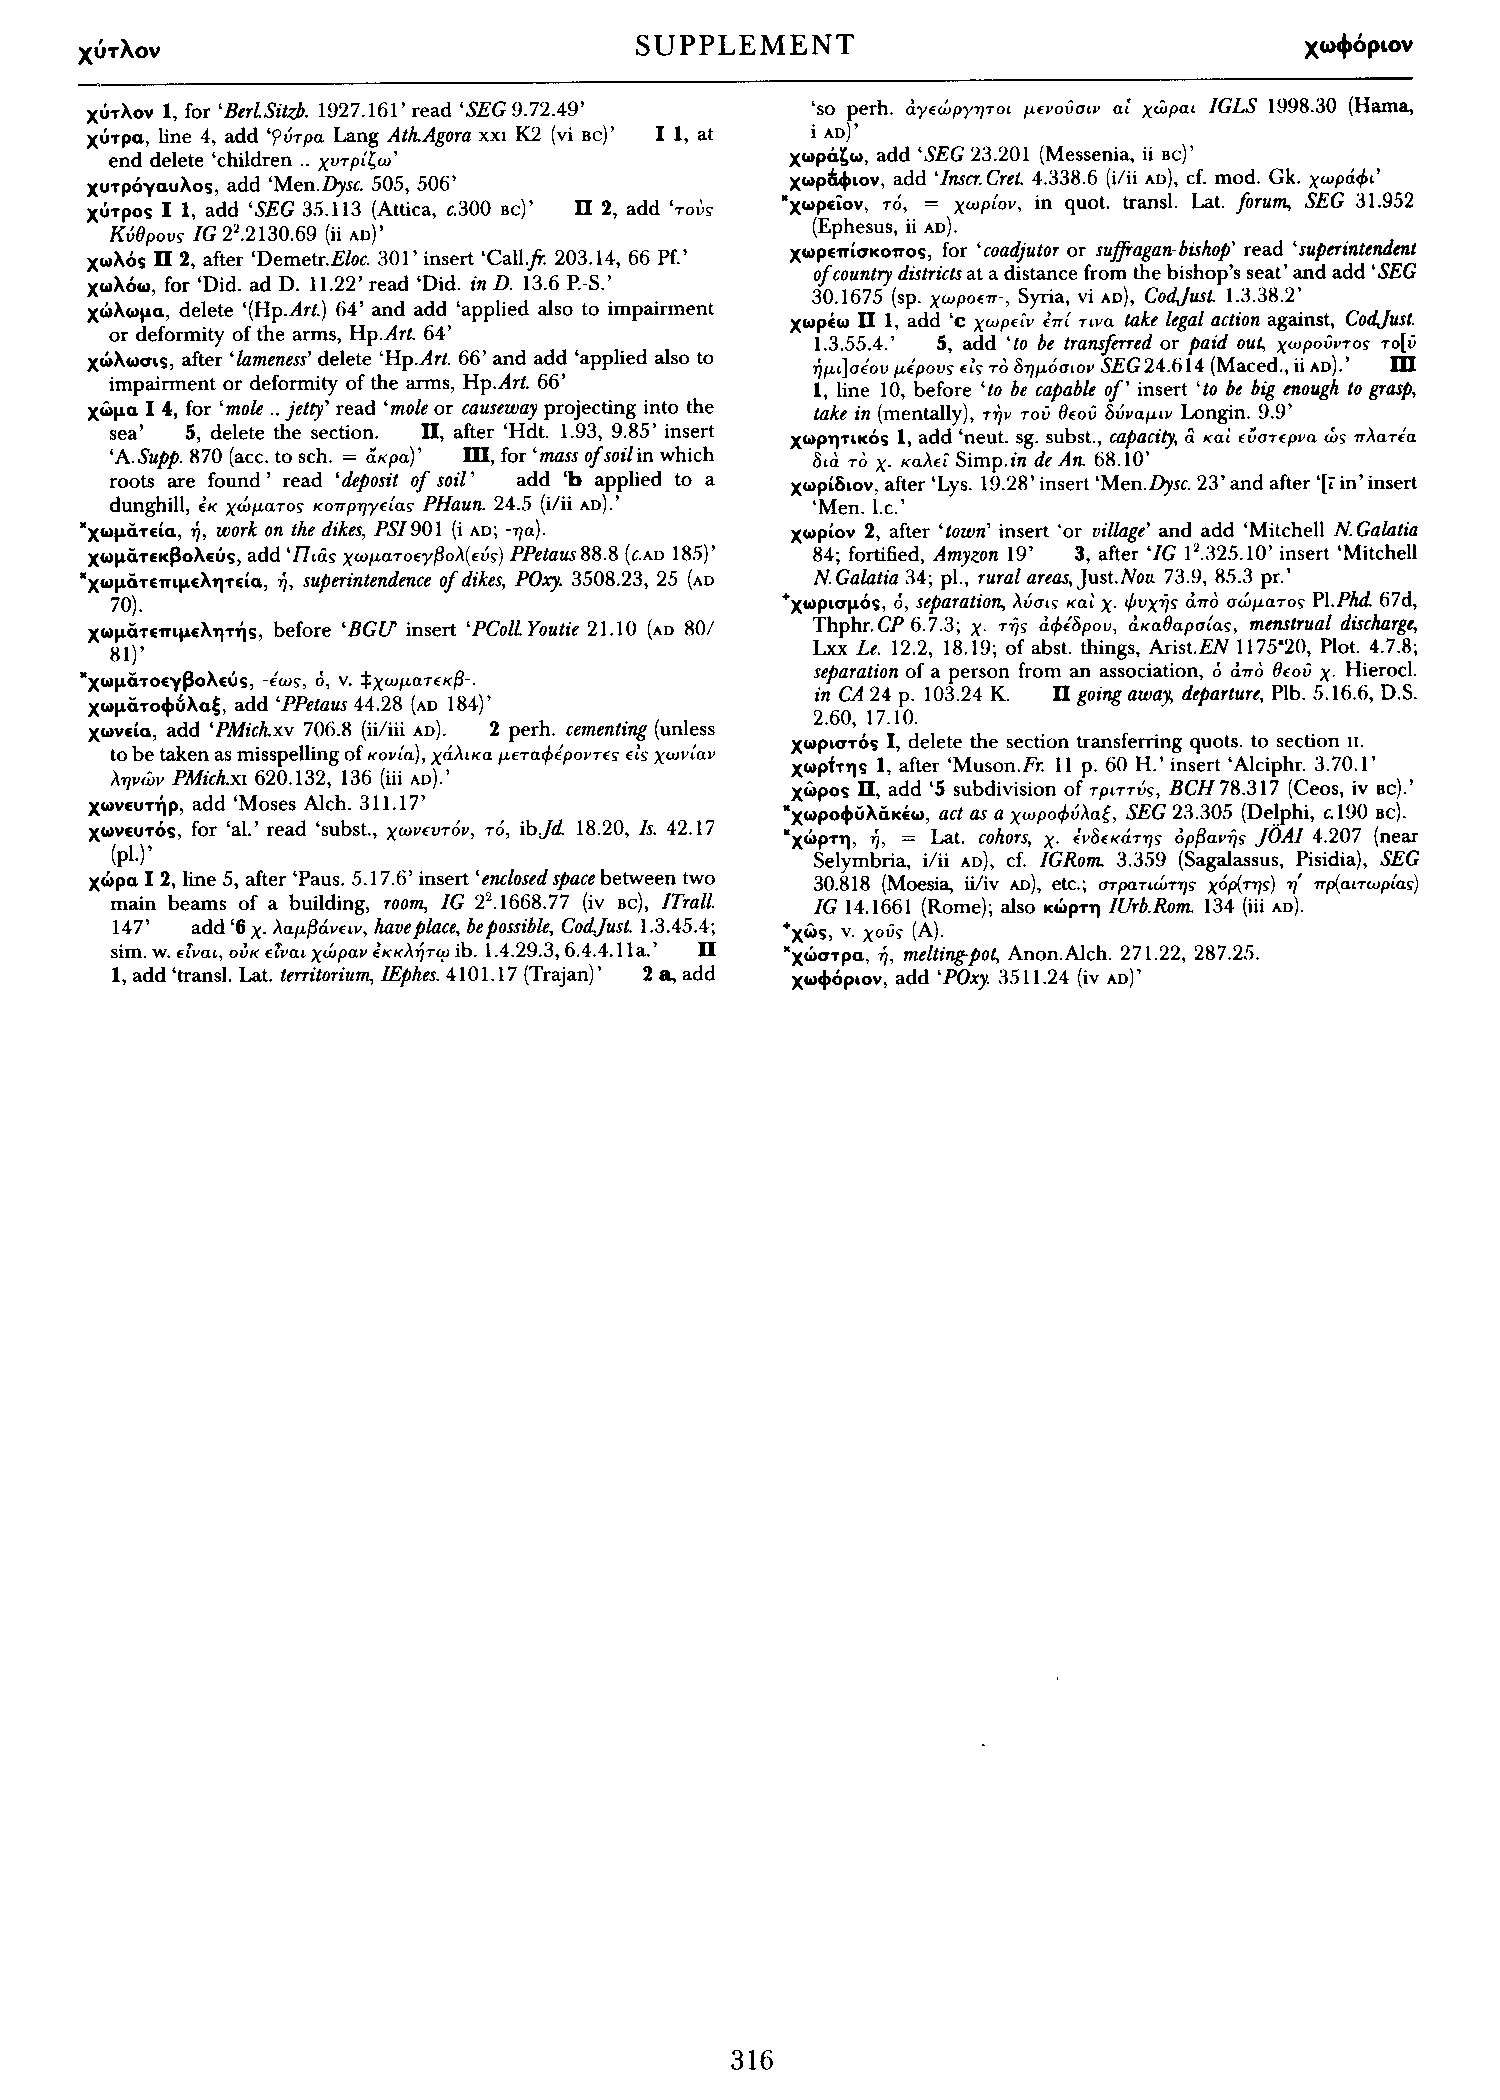 χύτλον
SUPPLEMENT
χωφόριον
χύτλον 1, for ‘Berl.Sitzb. 1927.161’ read ‘SEG 9.72.49’
χύτρα, line 4, add ‘ϙύτρα Lang Ath.Agora xxi K2 (vi BC)’ I 1, at
end delete ‘children .. χυτρίζω’
χυτρόγαυλος, add ‘Men.Dysc. 505, 506’
χύτρος I 1, add ‘SEG 35.113 (Attica, c.300 BC)’ II 2, add ‘τοὺς
Κύθρους IG 2².2130.69 (ii AD)’
χωλός II 2, after ‘Demetr.Eloc. 301’ insert ‘Call.fr. 203.14, 66 Pf.’
χωλόω, for ‘Did. ad D. 11.22’ read ‘Did. in D. 13.6 P.-S.’
χώλωμα, delete ‘(Hp.Art.) 64’ and add ‘applied also to impairment
or deformity of the arms, Hp.Art. 64’
χώλωσις, after ‘lameness’ delete ‘Hp.Art. 66’ and add ‘applied also to
impairment or deformity of the arms, Hp.Art. 66’
χῶμα I 4, for ‘mole .. jetty’ read ‘mole or causeway projecting into the
sea’ 5, delete the section. II, after ‘Hdt. 1.93, 9.85’ insert
‘A.Supp. 870 (acc. to sch. = ἄκρα)’ III, for ‘mass of soil in which
roots are found’ read ‘deposit of soil’ add ‘b applied to a
dunghill, ἐκ χώματος κοπρηγείας PHaun. 24.5 (i/ii AD).’
*χωμᾰτεία, ἡ, work on the dikes, PSI 901 (i AD; -ηα).
χωμᾰτεκβολεύς, add ‘Πιᾶς χωματοεγβολ(εύς) PPetaus 88.8 (c.AD 185)’
*χωμᾰτεπιμελητεία, ἡ, superintendence of dikes, POxy. 3508.23, 25 (AD
70).
χωμᾰτεπιμελητής, before ‘BGU’ insert ‘PColl.Youtie 21.10 (AD 80/
81)’
*χωμᾰτοεγβολεύς, -έως, ὁ, v. ‡χωματεκβ-.
χωμᾰτοφύλαξ, add ‘PPetaus 44.28 (AD 184)’
χωνεία, add ‘PMich.xv 706.8 (ii/iii AD). 2 perh. cementing (unless
to be taken as misspelling of κονία), χάλικα μεταφέροντες εἰς χωνίαν
ληνῶν PMich.xi 620.132, 136 (iii AD).’
χωνευτήρ, add ‘Moses Alch. 311.17’
χωνευτός, for ‘al.’ read ‘subst., χωνευτόν, τό, ib.Jd. 18.20, Is. 42.17
(pl.)’
χώρα I 2, line 5, after ‘Paus. 5.17.6’ insert ‘enclosed space between two
main beams of a building, room, IG 2².1668.77 (iv BC), ITrall.
147’ add ‘6 χ. λαμβάνειν, have place, be possible, Cod.Just. 1.3.45.4;
sim. w. εἶναι, οὐκ εἶναι χώραν ἐκκλήτῳ ib. 1.4.29.3, 6.4.4.11a.’ II
1, add ‘transl. Lat. territorium, IEphes. 4101.17 (Trajan)’ 2 a, add
‘so perh. ἀγεώργητοι μενοῦσιν αἱ χῶραι IGLS 1998.30 (Hama,
i AD)’
χωράζω, add ‘SEG 23.201 (Messenia, ii BC)’
χωράφιον, add ‘Inscr.Cret. 4.338.6 (i/ii AD), cf. mod. Gk. χωράφι’
*χωρεῖον, τό, = χωρίον, in quot. transl. Lat. forum, SEG 31.952
(Ephesus, ii AD).
χωρεπίσκοπος, for ‘coadjutor or suffragan-bishop’ read ‘superintendent
of country districts at a distance from the bishop’s seat’ and add ‘SEG
30.1675 (sp. χωροεπ-, Syria, vi AD), Cod.Just. 1.3.38.2’
χωρέω II 1, add ‘c χωρεῖν ἐπί τινα take legal action against, Cod.Just.
1.3.55.4.’ 5, add ‘to be transferred or paid out, χωροῦντος το[ῦ
ἡμι]σέου μέρους εἰς τὸ δημόσιον SEG 24.614 (Maced., ii AD).’ III
1, line 10, before ‘to be capable of’ insert ‘to be big enough to grasp,
take in (mentally), τὴν τοῦ θεοῦ δύναμιν Longin. 9.9’
χωρητικός 1, add ‘neut. sg. subst., capacity, ἃ καὶ εὔστερνα ὡς πλατέα
διὰ τὸ χ. καλεῖ Simp.in de An. 68.10’
χωρίδιον, after ‘Lys. 19.28’ insert ‘Men.Dysc. 23’ and after ‘[ῑ in’ insert
‘Men. l.c.’
χωρίον 2, after ‘town’ insert ‘or village’ and add ‘Mitchell N.Galatia
84; fortified, Amyzon 19’ 3, after ‘IG 1².325.10’ insert ‘Mitchell
N.Galatia 34; pl., rural areas, Just.Nov. 73.9, 85.3 pr.’
⁺χωρισμός, ὁ, separation, λύσις καὶ χ. ψυχῆς ἀπὸ σώματος Pl.Phd. 67d,
Thphr.CP 6.7.3; χ. τῆς ἀφέδρου, ἀκαθαρσίας, menstrual discharge,
Lxx Le. 12.2, 18.19; of abst. things, Arist.EN 1175ᵃ20, Plot. 4.7.8;
separation of a person from an association, ὁ ἀπὸ θεοῦ χ. Hierocl.
in CA 24 p. 103.24 K. II going away, departure, Plb. 5.16.6, D.S.
2.60, 17.10.
χωριστός I, delete the section transferring quots. to section II.
χωρίτης 1, after ‘Muson.Fr. 11 p. 60 H.’ insert ‘Alciphr. 3.70.1’
χῶρος II, add ‘5 subdivision of τριττύς, BCH 78.317 (Ceos, iv BC).’
*χωροφῠλᾰκέω, act as a χωροφύλαξ, SEG 23.305 (Delphi, c.190 BC).
*χώρτη, ἡ, = Lat. cohors, χ. ἑνδεκάτης ὀρβανῆς JÖAI 4.207 (near
Selymbria, i/ii AD), cf. IGRom. 3.359 (Sagalassus, Pisidia), SEG
30.818 (Moesia, ii/iv AD), etc.; στρατιώτης χόρ(της) η′ πρ(αιτωρίας)
IG 14.1661 (Rome); also κώρτη IUrb.Rom. 134 (iii AD).
⁺χῶς, v. χοῦς (A).
*χώστρα, ἡ, melting-pot, Anon.Alch. 271.22, 287.25.
χωφόριον, add ‘POxy. 3511.24 (iv AD)’
316